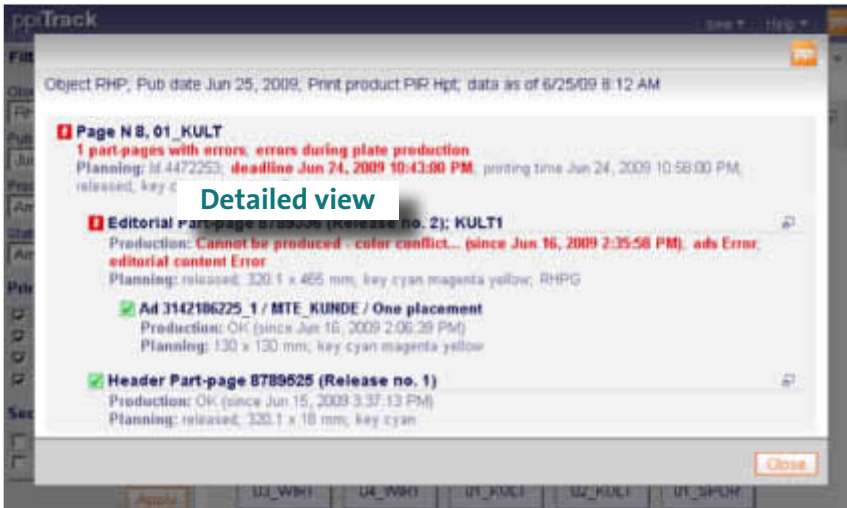 ppiTrack
Help
ppi
Object RHP; Pub date Jun 25, 2009; Print product PIR Hpt; data as of 6/25/09 8:12 AM
Page N 8, 01_KULT
1 part-pages with errors, errors during plate production
Planning: Id 4472253; deadline Jun 24, 2009 10:43:00 PM; printing time Jun 24, 2009 10:58:00 PM;
released; key
Detailed view
Editorial Part-page (Release no. 2); KULT1
Production: Cannot be produced - color conflict... (since Jun 16, 2009 2:35:58 PM), ads Error,
editorial content Error
Planning: released; 320.1 x 465 mm; key cyan magenta yellow; RHPG
Ad 3142186225_1 / MTE_KUNDE / One placement
Production: OK (since Jun 16, 2009 2:06:39 PM)
Planning: 130 x 130 mm; key cyan magenta yellow
Header Part-page 8789525 (Release no. 1)
Production: OK (since Jun 15, 2009 3:37:13 PM)
Planning: released; 320.1 x 18 mm; key cyan
Close
Apply
03_WIRT 04_WIRT 01_KULT 02_KULT 01_SPOR